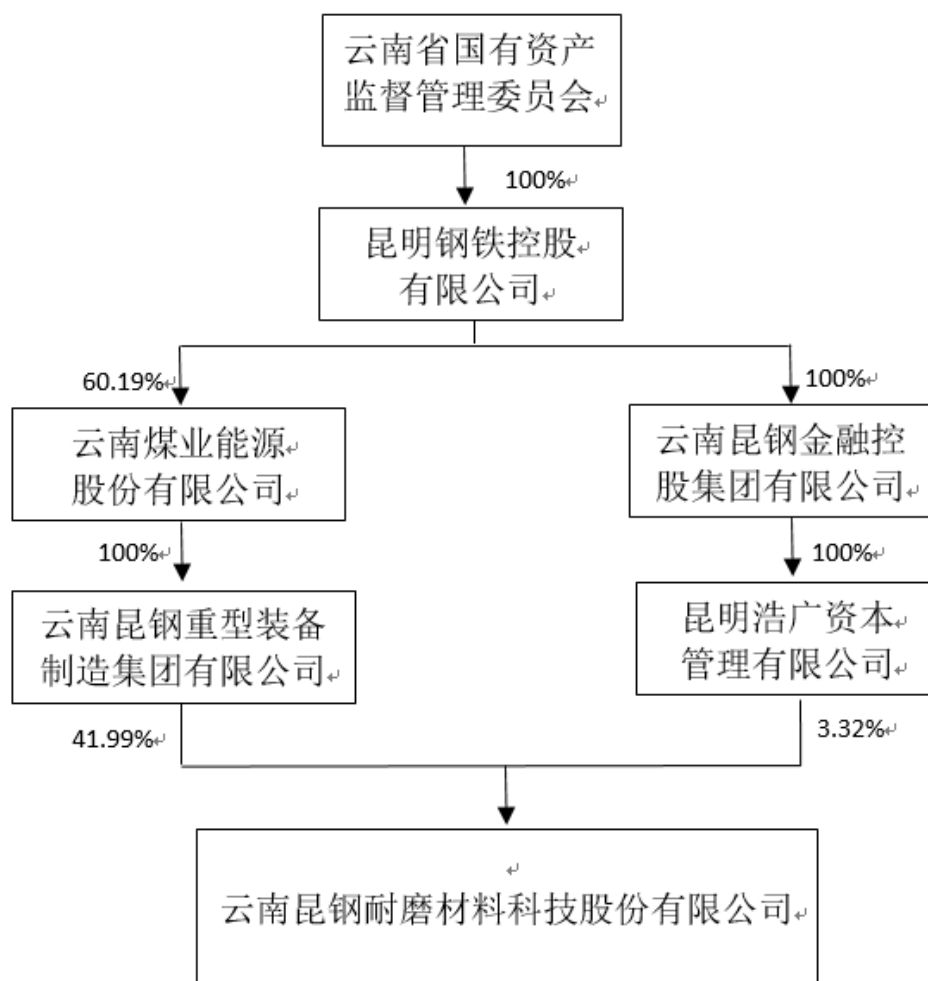 云南省国有资产
监督管理委员会
100%
昆明钢铁控股
有限公司
60.19%
100%
云南煤业能源
股份有限公司
云南昆钢金融控
股集团有限公司
100%
100%
云南昆钢重型装备
制造集团有限公司
昆明浩广资本
管理有限公司
41.99%
3.32%
云南昆钢耐磨材料科技股份有限公司